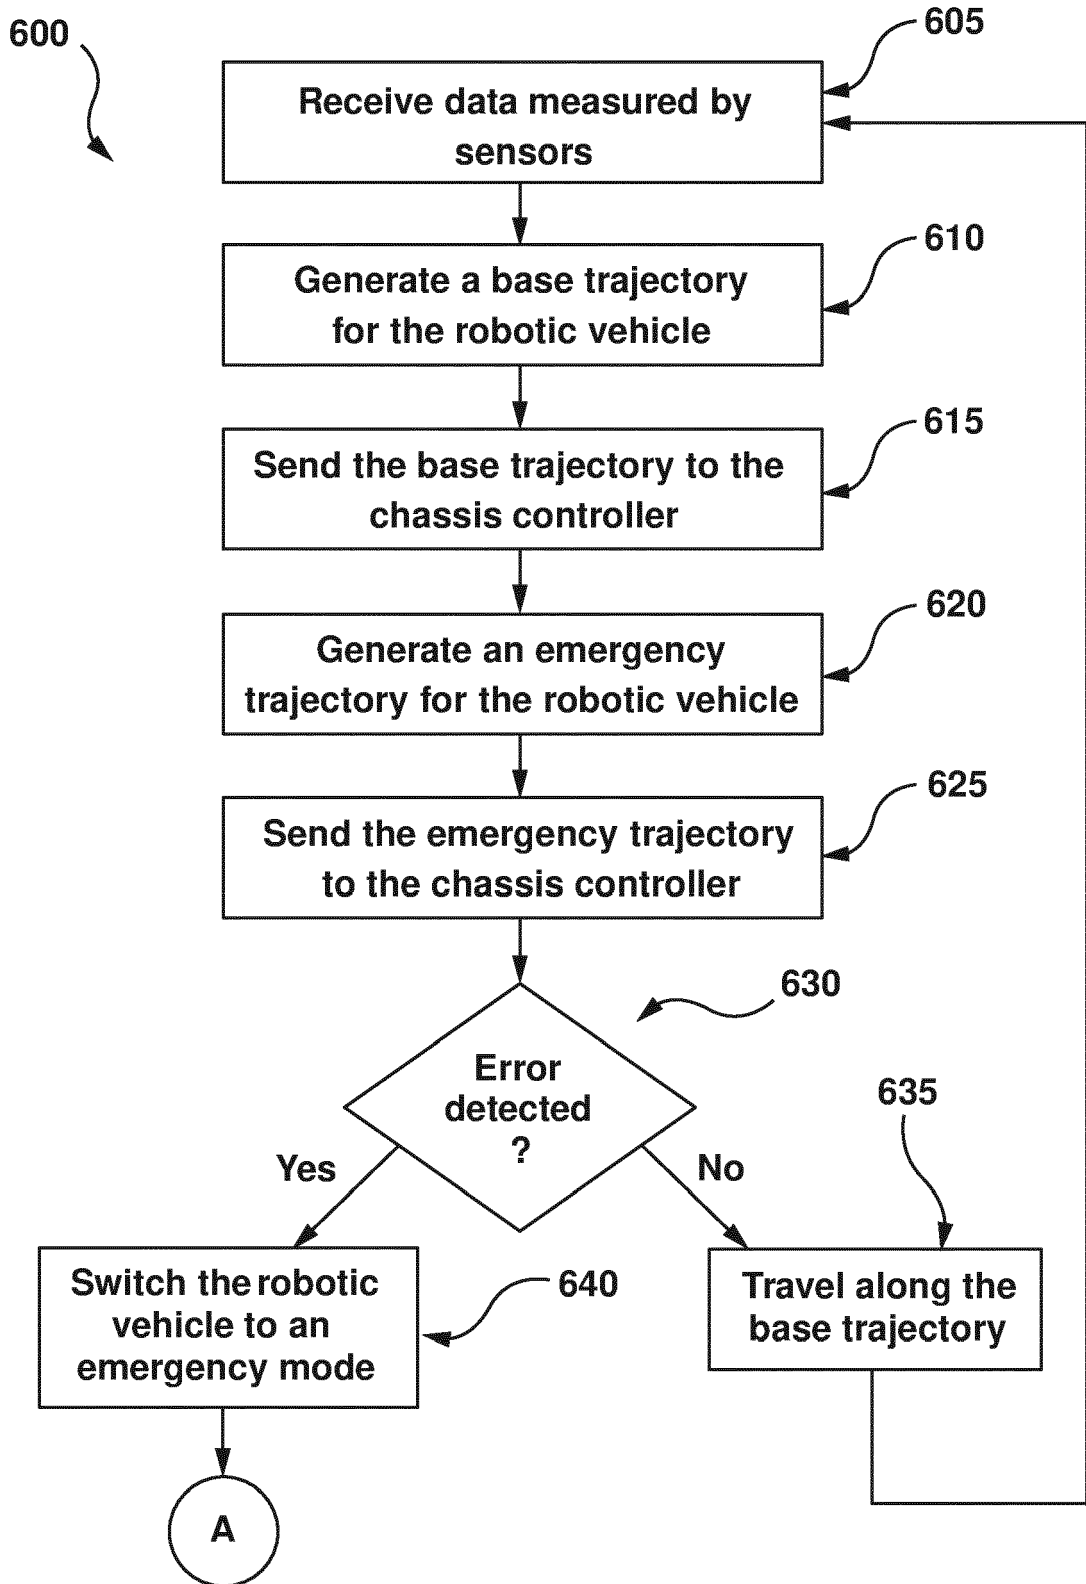 600
605
Receive data measured by
sensors
610
Generate a base trajectory
for the robotic vehicle
615
Send the base trajectory to the
chassis controller
620
Generate an emergency
trajectory for the robotic vehicle
625
Send the emergency trajectory
to the chassis controller
630
Error
detected
?
635
Yes
No
Switch the robotic
vehicle to an
emergency mode
640
Travel along the
base trajectory
A